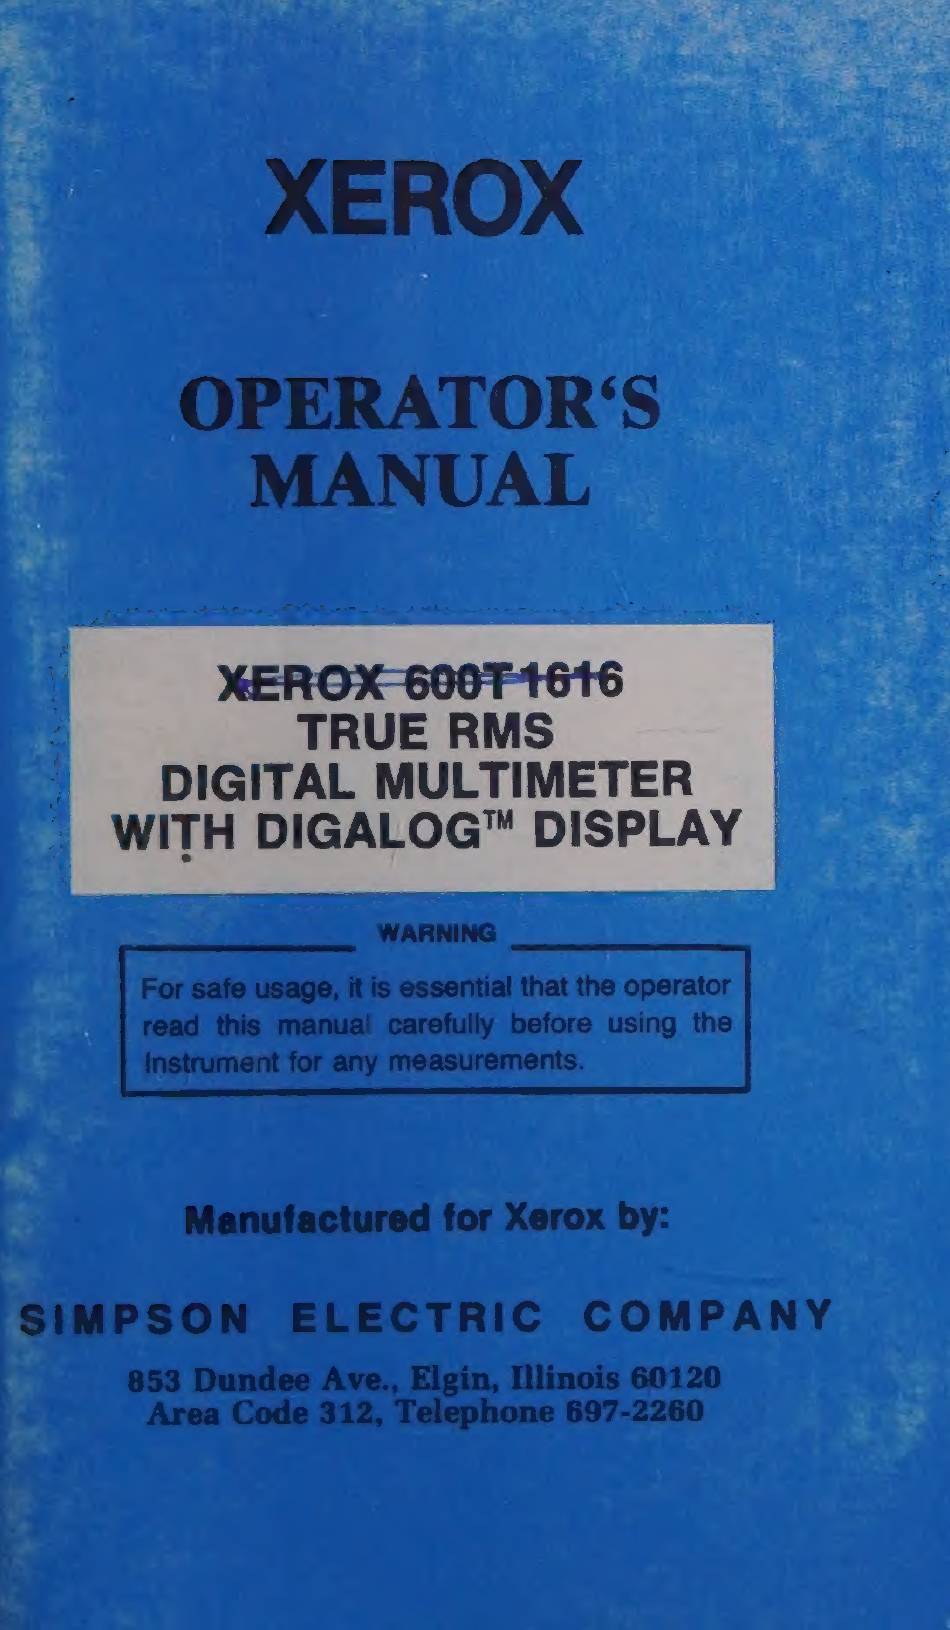 XEROX
OPERATOR‘S
MANUAL
XEROX 600T1616
TRUE RMS
DIGITAL MULTIMETER
WITH DIGALOG™ DISPLAY
WARNING
For safe usage, it is essential that the operator
read this manual carefully before using the
Instrument for any measurements.
Manufactured for Xerox by:
SIMPSON ELECTRIC COMPANY
853 Dundee Ave., Elgin, Illinois 60120
Area Code 312, Telephone 697-2260